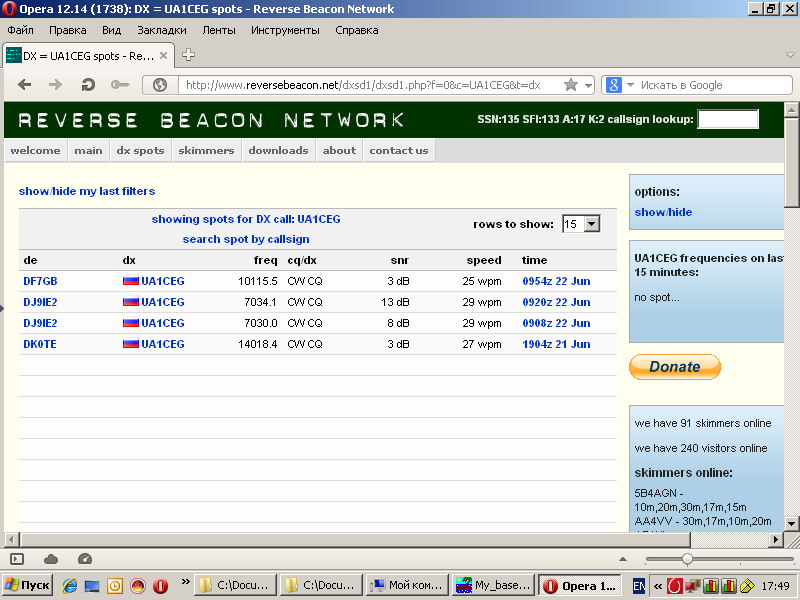 Opera 12.14 (1738): DX = UA1CEG spots - Reverse Beacon Network
Файл Правка Вид Закладки Ленты Инструменты Справка
DX = UA1CEG spots - Re...
http://www.reversebeacon.net/dxsd1/dxsd1.php?f=0&c=UA1CEG&t=dx
Искать в Google
REVERSE BEACON NETWORK
SSN:135 SFI:133 A:17 K:2 callsign lookup:
welcome main dx spots skimmers downloads about contact us
show/hide my last filters
showing spots for DX call: UA1CEG
search spot by callsign
rows to show: 15
de dx freq cq/dx snr speed time
DF7GB UA1CEG 10115.5 CW CQ 3 dB 25 wpm 0954z 22 Jun
DJ9IE2 UA1CEG 7034.1 CW CQ 13 dB 29 wpm 0920z 22 Jun
DJ9IE2 UA1CEG 7030.0 CW CQ 8 dB 29 wpm 0908z 22 Jun
DK0TE UA1CEG 14018.4 CW CQ 3 dB 27 wpm 1904z 21 Jun
options:
show/hide
UA1CEG frequencies on las
15 minutes:
no spot...
Donate
we have 91 skimmers online
we have 240 visitors online
skimmers online:
5B4AGN -
10m,20m,30m,17m,15m
AA4VV - 30m,17m,10m,20m
Пуск
C:\Docu...
C:\Docu...
Мой ком...
My_base...
Opera 1...
EN
17:49